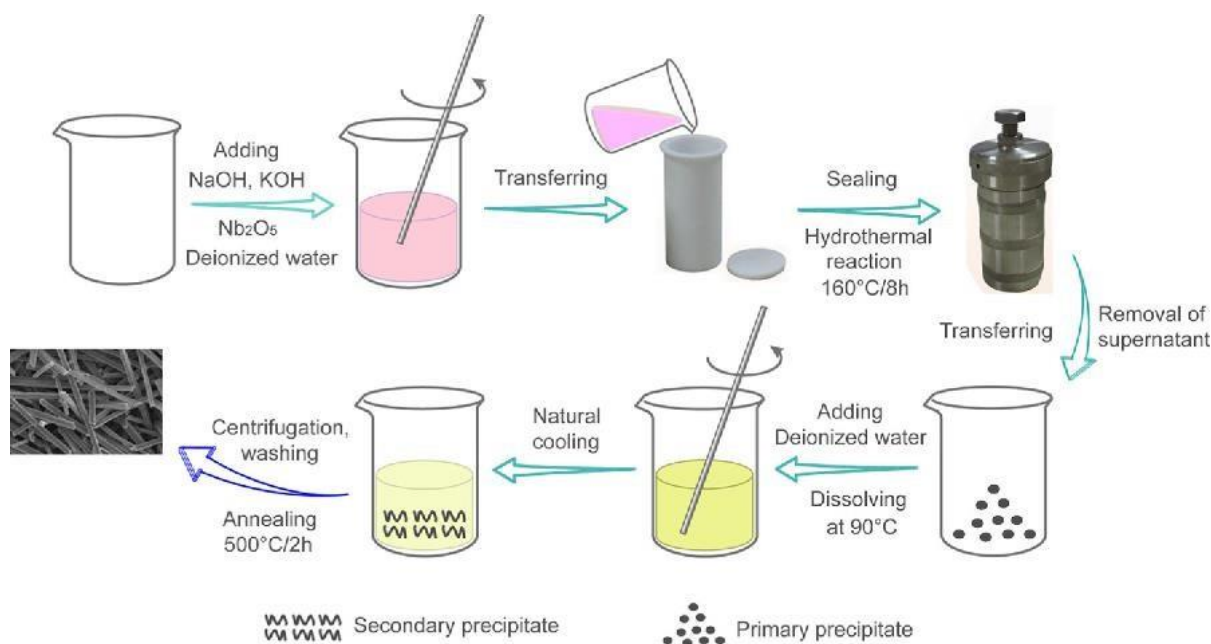 Adding
NaOH, KOH
Nb₂O₅
Deionized water
Transferring
Sealing
Hydrothermal
reaction
160°C/8h
Transferring
Removal of
supernatant
Adding
Deionized water
Dissolving
at 90°C
Natural
cooling
Centrifugation,
washing
Annealing
500°C/2h
Secondary precipitate
Primary precipitate